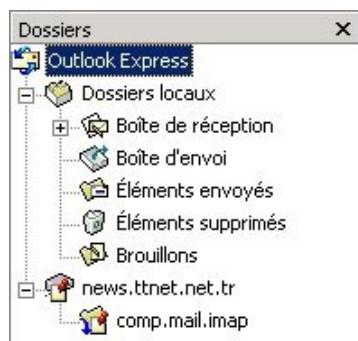 Dossiers
Outlook Express
Dossiers locaux
Boîte de réception
Boîte d'envoi
Éléments envoyés
Éléments supprimés
Brouillons
news.ttnet.net.tr
comp.mail.imap